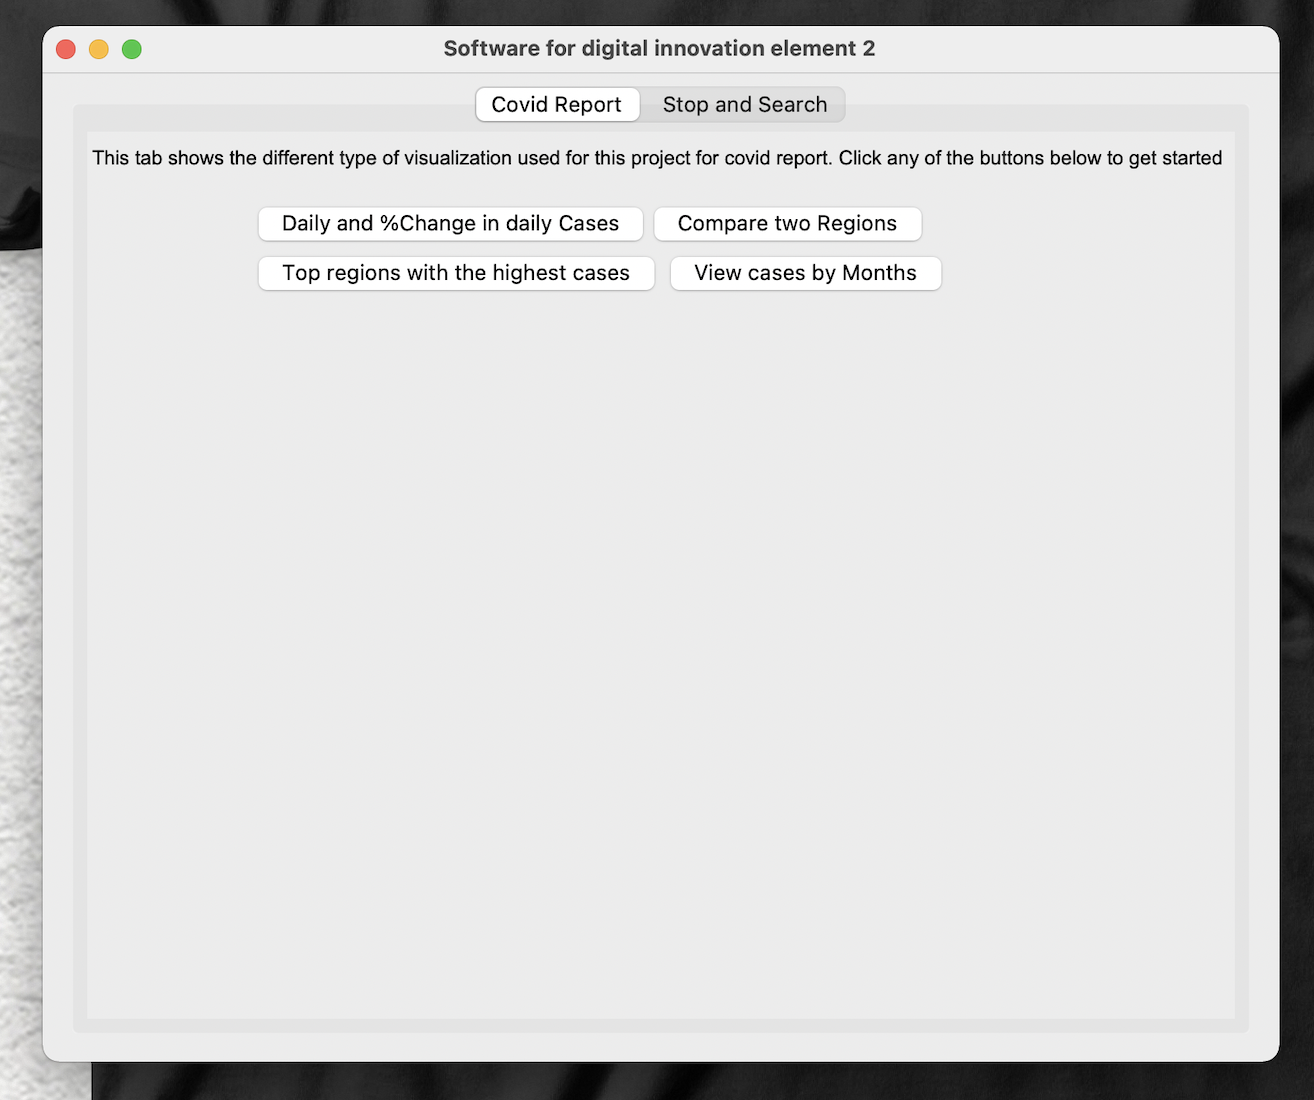 Software for digital innovation element 2
Covid Report Stop and Search
This tab shows the different type of visualization used for this project for covid report. Click any of the buttons below to get started
Daily and %Change in daily Cases Compare two Regions
Top regions with the highest cases View cases by Months